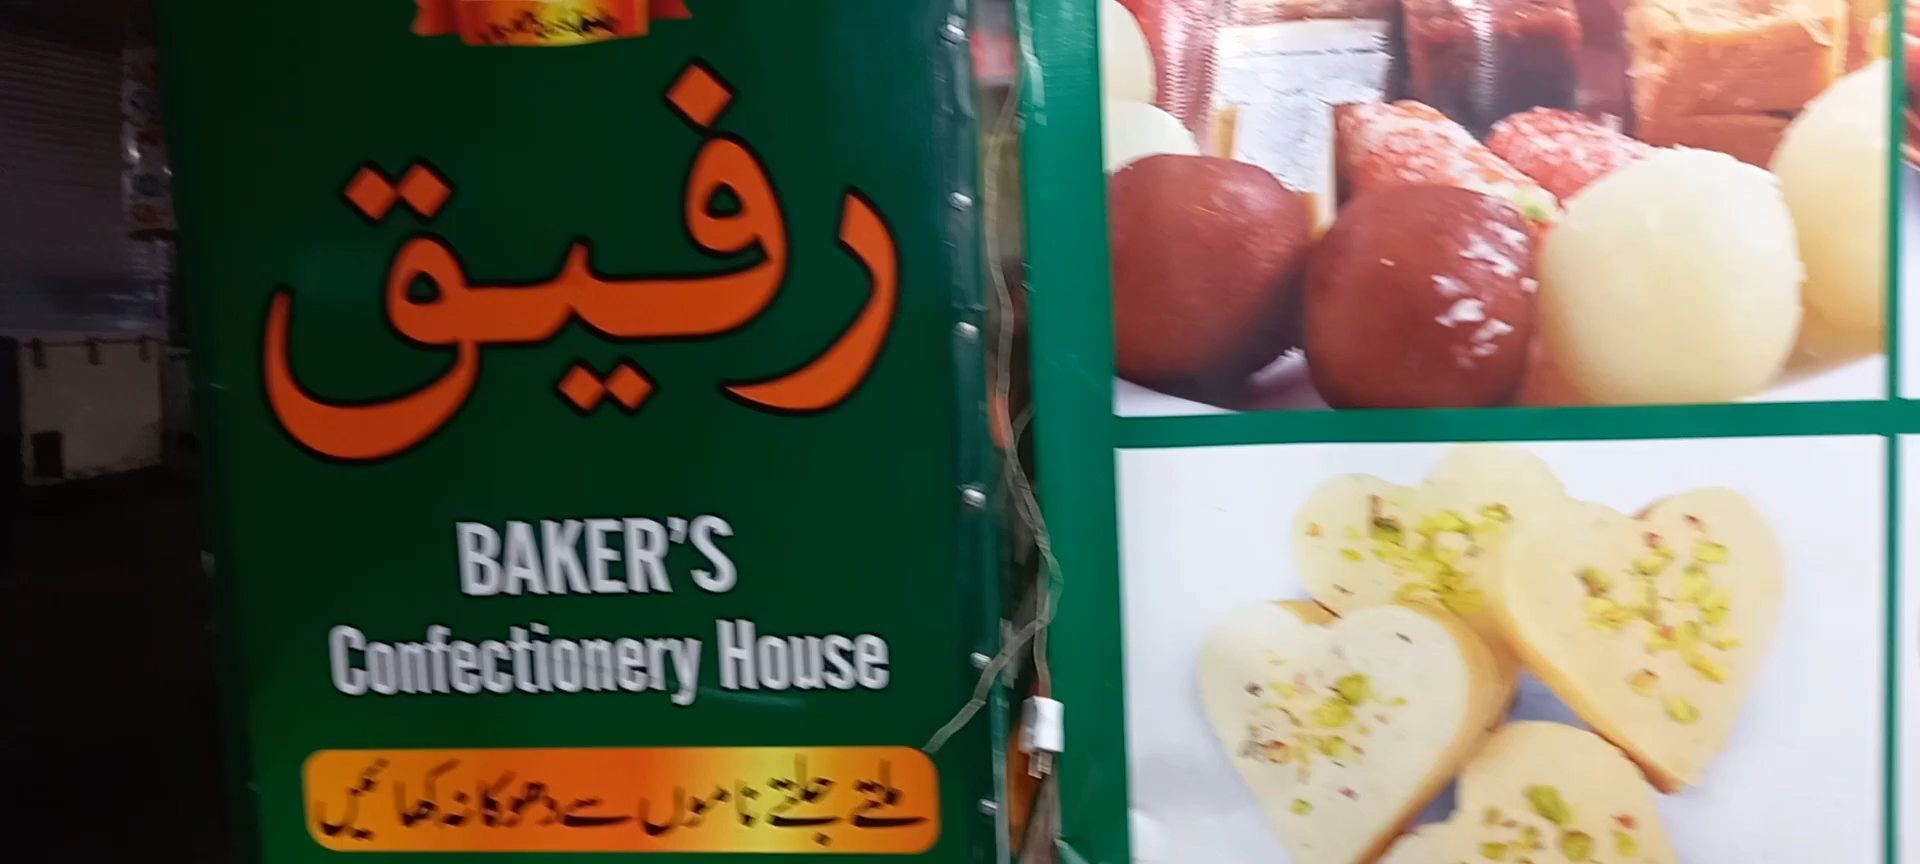 رفیق
BAKER'S
Confectionery House
ملتے جلتے ناموں سے دھوکا نہ کھائیں